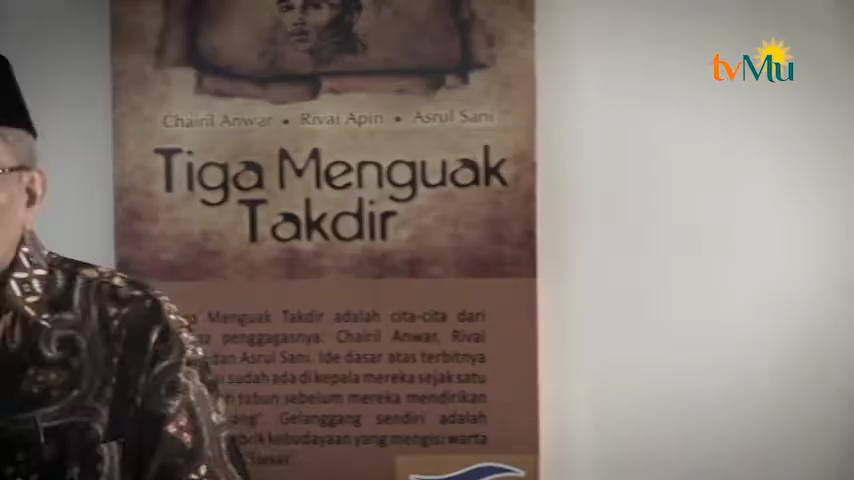 tvMu
Chairil Anwar • Rivai Apin • Asrul Sani
Tiga Menguak
Takdir
Menguak Takdir adalah cita-cita dari
penggagasnya: Chairil Anwar, Rivai
dan Asrul Sani. Ide dasar atas terbitnya
sudah ada di kepala mereka sejak satu
tahun sebelum mereka mendirikan
Gelanggang sendiri adalah
kebudayaan yang mengisi warta